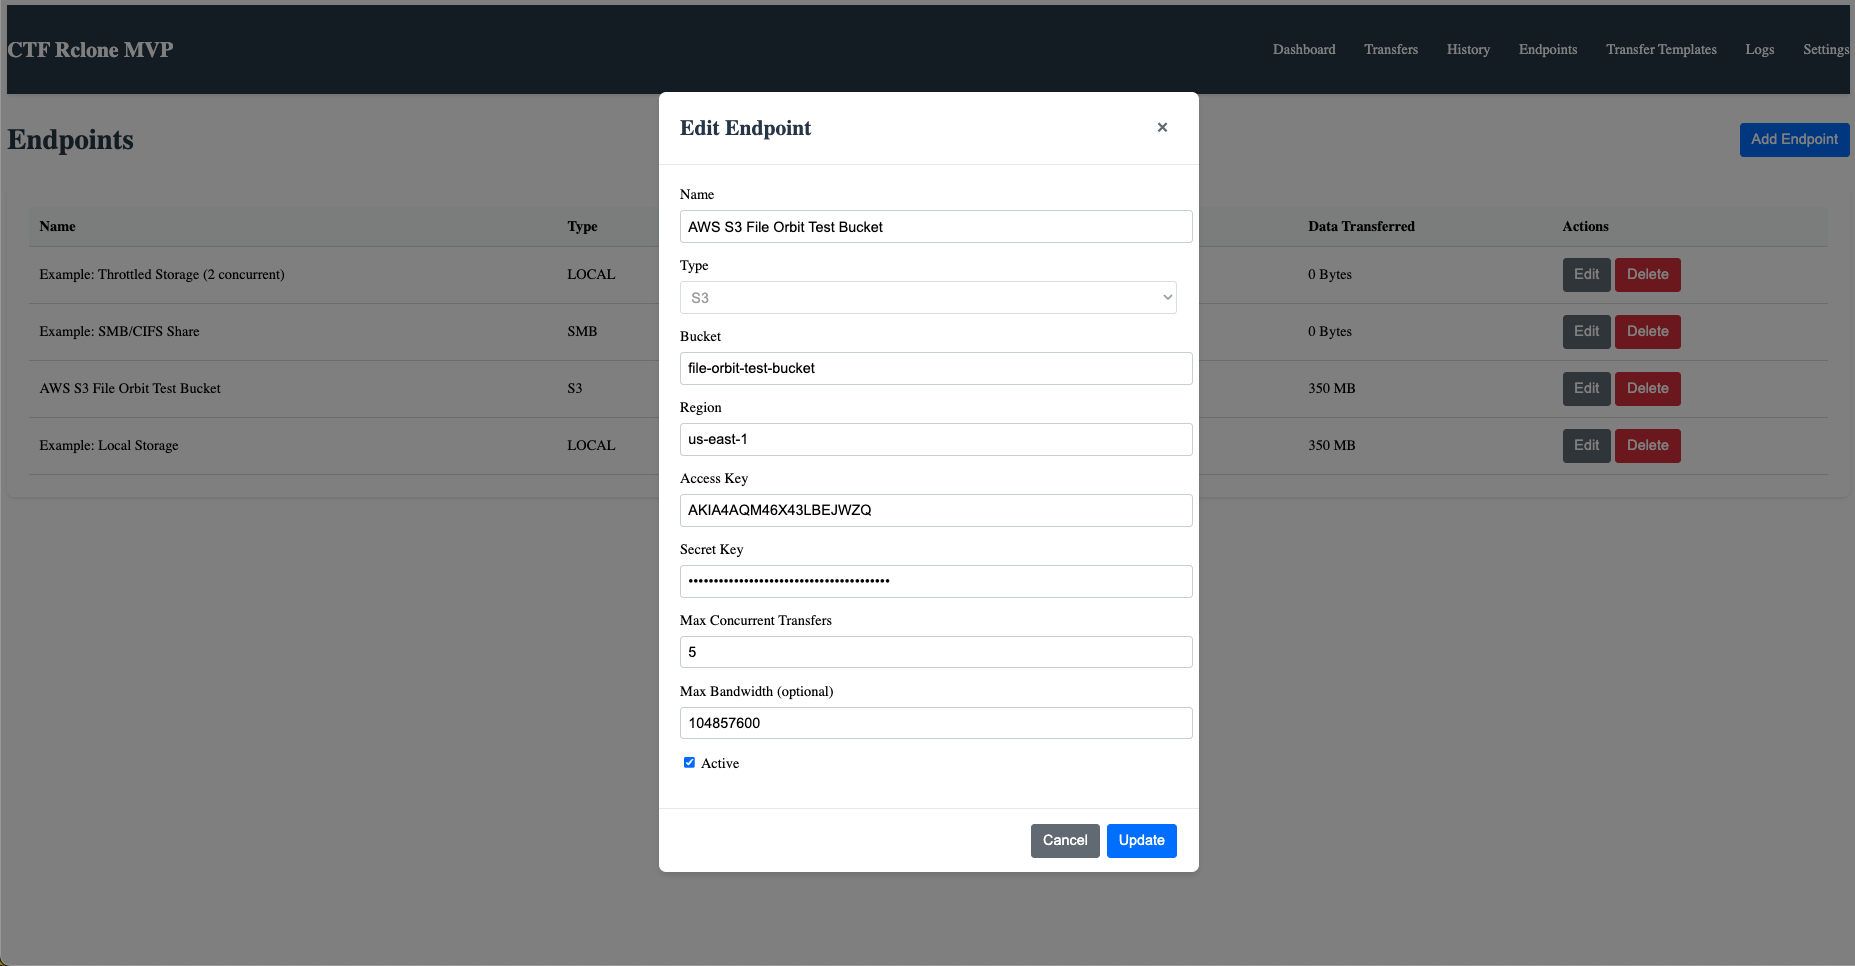 CTF Rclone MVP
Dashboard Transfers History Endpoints Transfer Templates Logs Settings
Endpoints
Add Endpoint
Name Type Data Transferred Actions
Example: Throttled Storage (2 concurrent) LOCAL 0 Bytes Edit Delete
Example: SMB/CIFS Share SMB 0 Bytes Edit Delete
AWS S3 File Orbit Test Bucket S3 350 MB Edit Delete
Example: Local Storage LOCAL 350 MB Edit Delete
Edit Endpoint ×
Name
AWS S3 File Orbit Test Bucket
Type
S3
Bucket
file-orbit-test-bucket
Region
us-east-1
Access Key
AKIA4AQM46X43LBEJWZQ
Secret Key
••••••••••••••••••••••••••••••••••••••••
Max Concurrent Transfers
5
Max Bandwidth (optional)
104857600
Active
Cancel Update